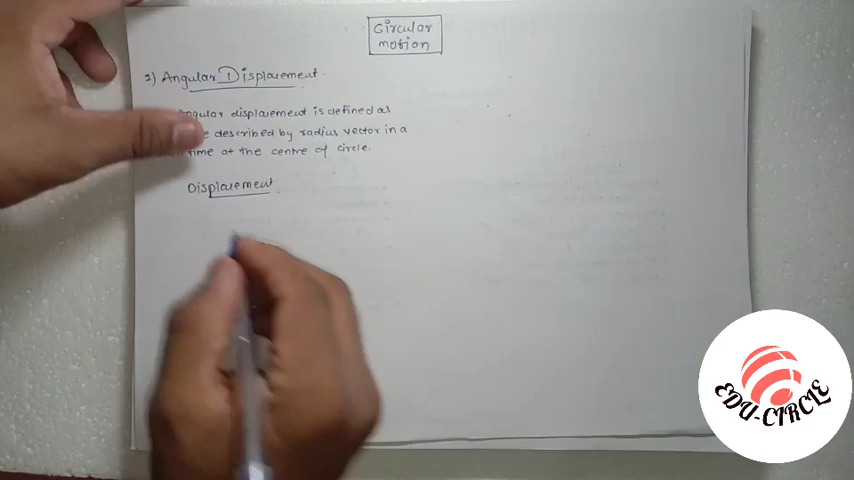 Circular
motion
2) Angular Displacement
Angular displacement is defined as
described by radius vector in a
time at the centre of circle.
Displacement
EDU-CIRCLE